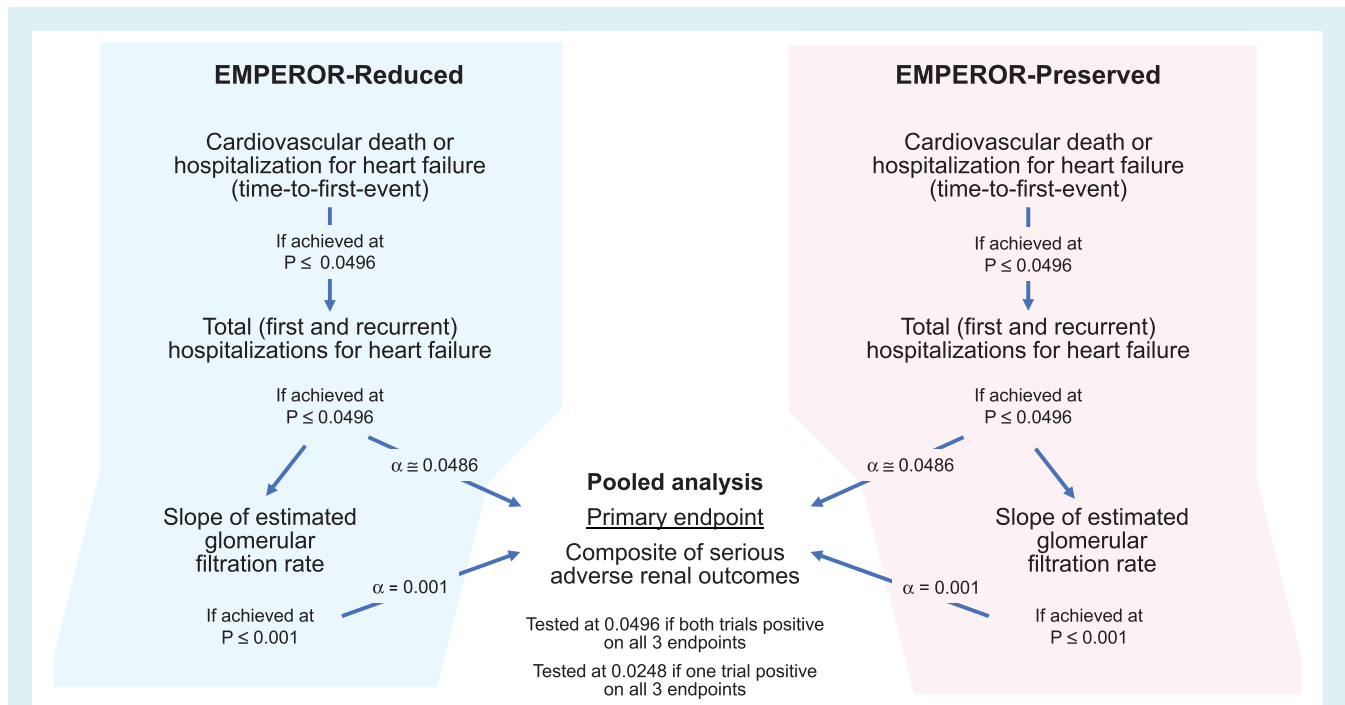 EMPEROR-Reduced
Cardiovascular death or
hospitalization for heart failure
(time-to-first-event)
If achieved at
P ≤ 0.0496
Total (first and recurrent)
hospitalizations for heart failure
If achieved at
P ≤ 0.0496
α ≅ 0.0486
Slope of estimated
glomerular
filtration rate
α = 0.001
If achieved at
P ≤ 0.001
Pooled analysis
Primary endpoint
Composite of serious
adverse renal outcomes
Tested at 0.0496 if both trials positive
on all 3 endpoints
Tested at 0.0248 if one trial positive
on all 3 endpoints
EMPEROR-Preserved
Cardiovascular death or
hospitalization for heart failure
(time-to-first-event)
If achieved at
P ≤ 0.0496
Total (first and recurrent)
hospitalizations for heart failure
If achieved at
P ≤ 0.0496
α ≅ 0.0486
Slope of estimated
glomerular
filtration rate
α = 0.001
If achieved at
P ≤ 0.001